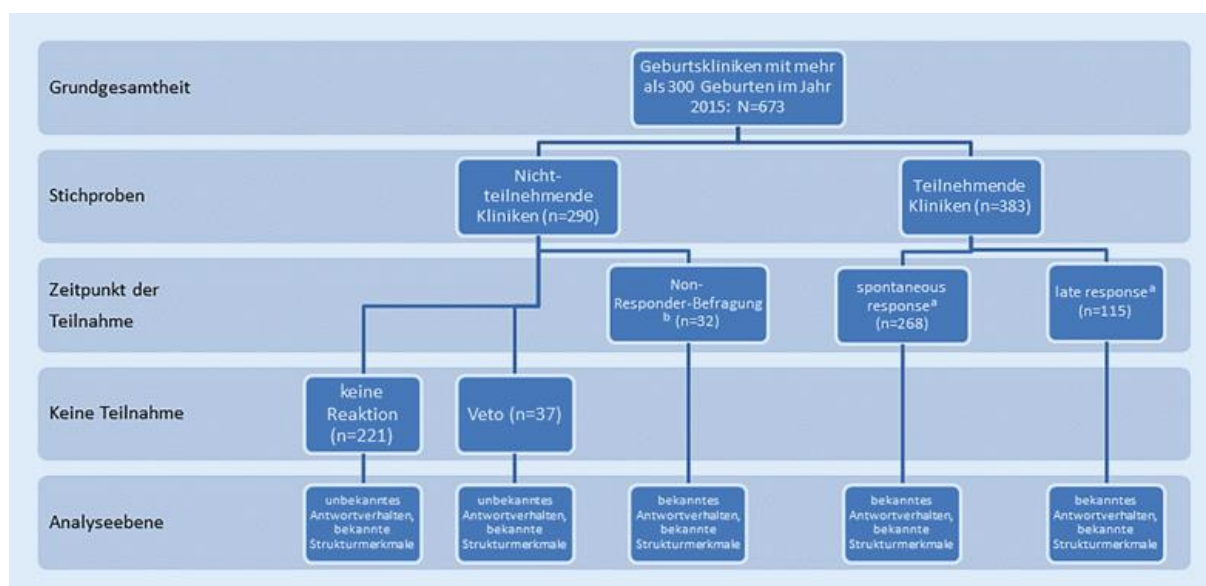 Grundgesamtheit
Geburtskliniken mit mehr
als 300 Geburten im Jahr
2015: N=673
Stichproben
Nicht-
teilnehmende
Kliniken (n=290)
Teilnehmende
Kliniken (n=383)
Zeitpunkt der
Teilnahme
Non-
Responder-Befragung
b (n=32)
spontaneous
response a
(n=268)
late response a
(n=115)
Keine Teilnahme
keine
Reaktion
(n=221)
Veto (n=37)
Analyseebene
unbekanntes
Antwortverhalten,
bekannte
Strukturmerkmale
unbekanntes
Antwortverhalten,
bekannte
Strukturmerkmale
bekanntes
Antwortverhalten,
bekannte
Strukturmerkmale
bekanntes
Antwortverhalten,
bekannte
Strukturmerkmale
bekanntes
Antwortverhalten,
bekannte
Strukturmerkmale